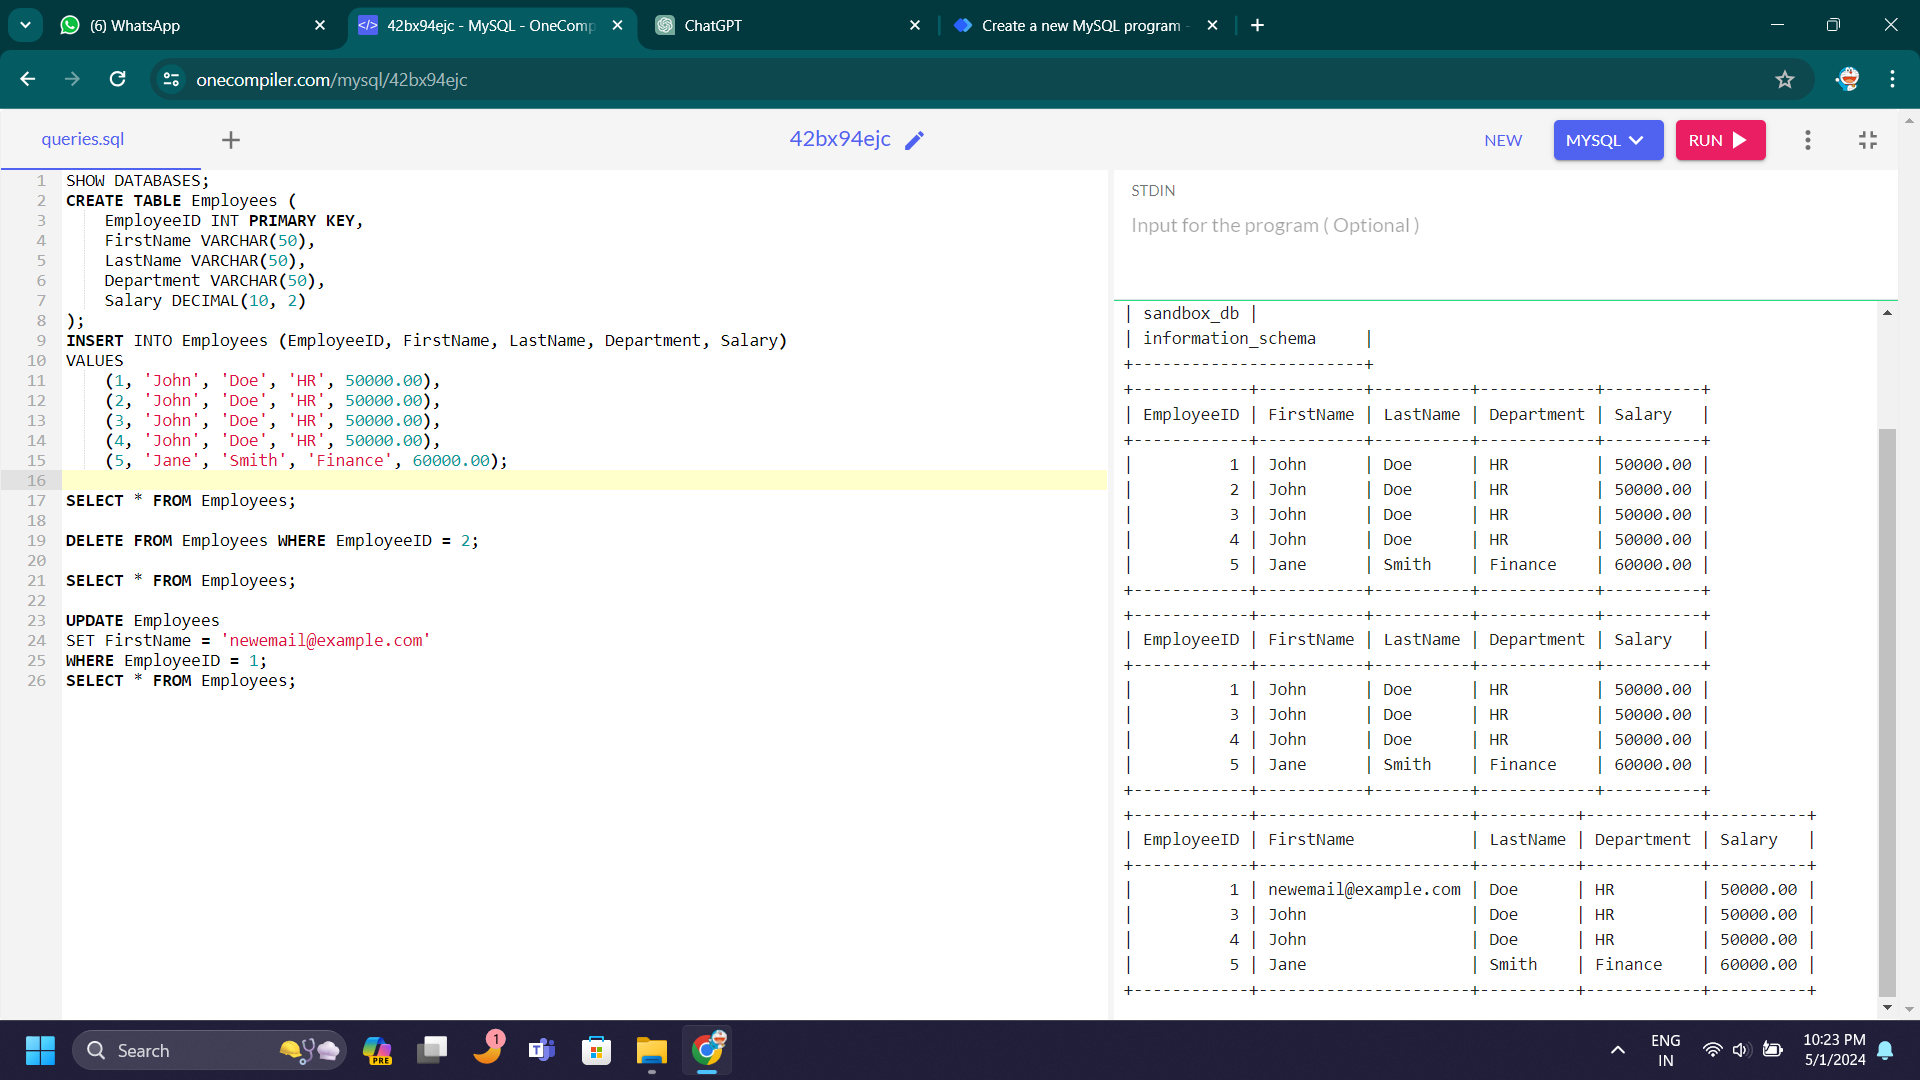 (6) WhatsApp
42bx94ejc - MySQL - OneComp
ChatGPT
Create a new MySQL program -
onecompiler.com/mysql/42bx94ejc
queries.sql
42bx94ejc
NEW
MYSQL
RUN
1 SHOW DATABASES;
2 CREATE TABLE Employees (
3 EmployeeID INT PRIMARY KEY,
4 FirstName VARCHAR(50),
5 LastName VARCHAR(50),
6 Department VARCHAR(50),
7 Salary DECIMAL(10, 2)
8 );
9 INSERT INTO Employees (EmployeeID, FirstName, LastName, Department, Salary)
10 VALUES
11 (1, 'John', 'Doe', 'HR', 50000.00),
12 (2, 'John', 'Doe', 'HR', 50000.00),
13 (3, 'John', 'Doe', 'HR', 50000.00),
14 (4, 'John', 'Doe', 'HR', 50000.00),
15 (5, 'Jane', 'Smith', 'Finance', 60000.00);
16
17 SELECT * FROM Employees;
18
19 DELETE FROM Employees WHERE EmployeeID = 2;
20
21 SELECT * FROM Employees;
22
23 UPDATE Employees
24 SET FirstName = 'newemail@example.com'
25 WHERE EmployeeID = 1;
26 SELECT * FROM Employees;
STDIN
Input for the program ( Optional )
| sandbox_db |
| information_schema     |
+-------------------------+
+------------+-----------+----------+------------+----------+
| EmployeeID | FirstName | LastName | Department | Salary   |
+------------+-----------+----------+------------+----------+
|          1 | John      | Doe      | HR         | 50000.00 |
|          2 | John      | Doe      | HR         | 50000.00 |
|          3 | John      | Doe      | HR         | 50000.00 |
|          4 | John      | Doe      | HR         | 50000.00 |
|          5 | Jane      | Smith    | Finance    | 60000.00 |
+------------+-----------+----------+------------+----------+
+------------+-----------+----------+------------+----------+
| EmployeeID | FirstName | LastName | Department | Salary   |
+------------+-----------+----------+------------+----------+
|          1 | John      | Doe      | HR         | 50000.00 |
|          3 | John      | Doe      | HR         | 50000.00 |
|          4 | John      | Doe      | HR         | 50000.00 |
|          5 | Jane      | Smith    | Finance    | 60000.00 |
+------------+-----------+----------+------------+----------+
+------------+----------------------+----------+------------+----------+
| EmployeeID | FirstName            | LastName | Department | Salary   |
+------------+----------------------+----------+------------+----------+
|          1 | newemail@example.com | Doe      | HR         | 50000.00 |
|          3 | John                 | Doe      | HR         | 50000.00 |
|          4 | John                 | Doe      | HR         | 50000.00 |
|          5 | Jane                 | Smith    | Finance    | 60000.00 |
+------------+----------------------+----------+------------+----------+
Search
PRE
1
ENG
IN
10:23 PM
5/1/2024